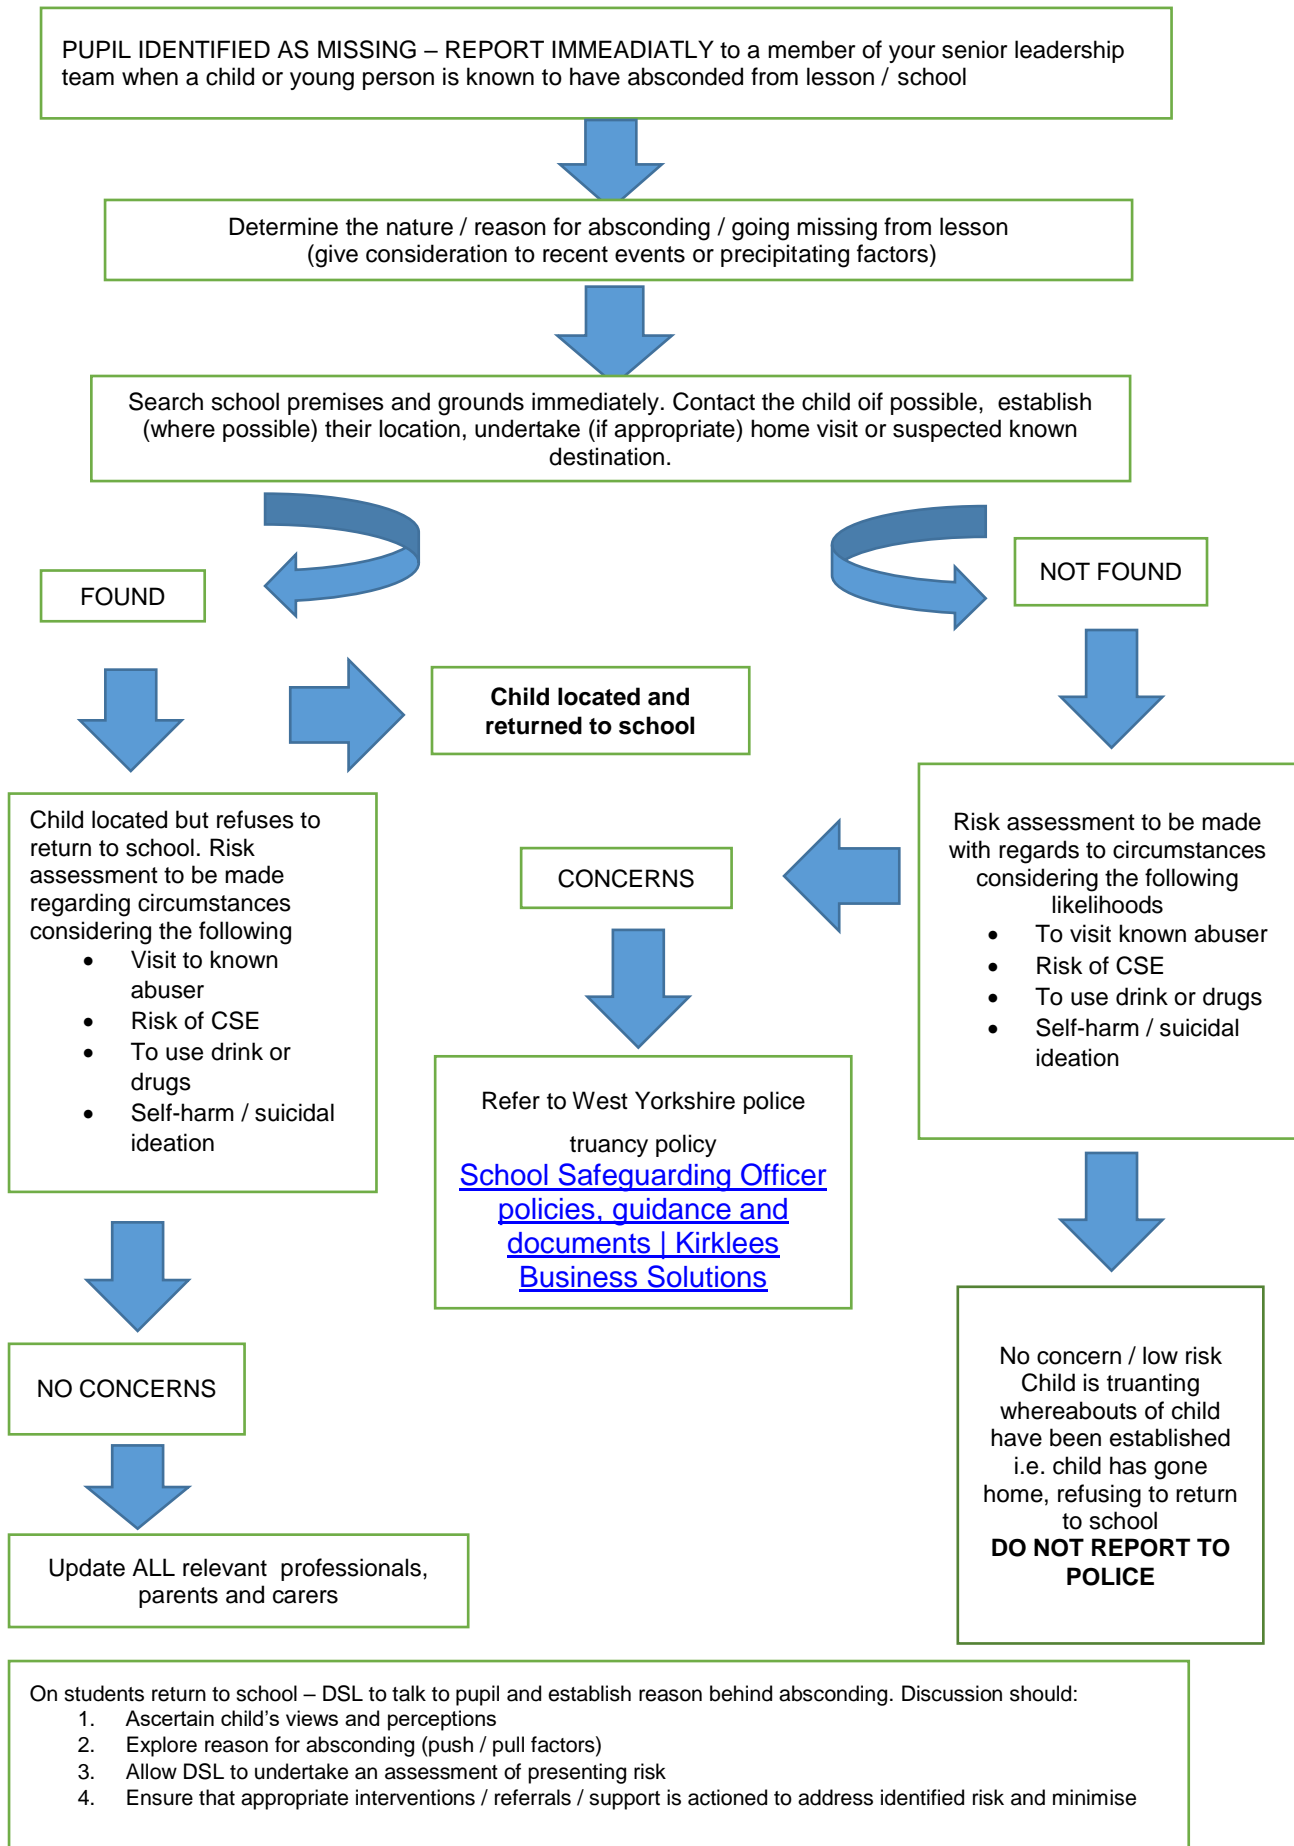 PUPIL IDENTIFIED AS MISSING – REPORT IMMEADIATLY to a member of your senior leadership
team when a child or young person is known to have absconded from lesson / school
Determine the nature / reason for absconding / going missing from lesson
(give consideration to recent events or precipitating factors)
Search school premises and grounds immediately. Contact the child oif possible, establish
(where possible) their location, undertake (if appropriate) home visit or suspected known
destination.
FOUND
NOT FOUND
Child located and
returned to school
Child located but refuses to
return to school. Risk
assessment to be made
regarding circumstances
considering the following
• Visit to known
abuser
• Risk of CSE
• To use drink or
drugs
• Self-harm / suicidal
ideation
CONCERNS
Risk assessment to be made
with regards to circumstances
considering the following
likelihoods
• To visit known abuser
• Risk of CSE
• To use drink or drugs
• Self-harm / suicidal
ideation
Refer to West Yorkshire police
truancy policy
School Safeguarding Officer
policies, guidance and
documents | Kirklees
Business Solutions
NO CONCERNS
No concern / low risk
Child is truanting
whereabouts of child
have been established
i.e. child has gone
home, refusing to return
to school
DO NOT REPORT TO
POLICE
Update ALL relevant professionals,
parents and carers
On students return to school – DSL to talk to pupil and establish reason behind absconding. Discussion should:
1. Ascertain child's views and perceptions
2. Explore reason for absconding (push / pull factors)
3. Allow DSL to undertake an assessment of presenting risk
4. Ensure that appropriate interventions / referrals / support is actioned to address identified risk and minimise